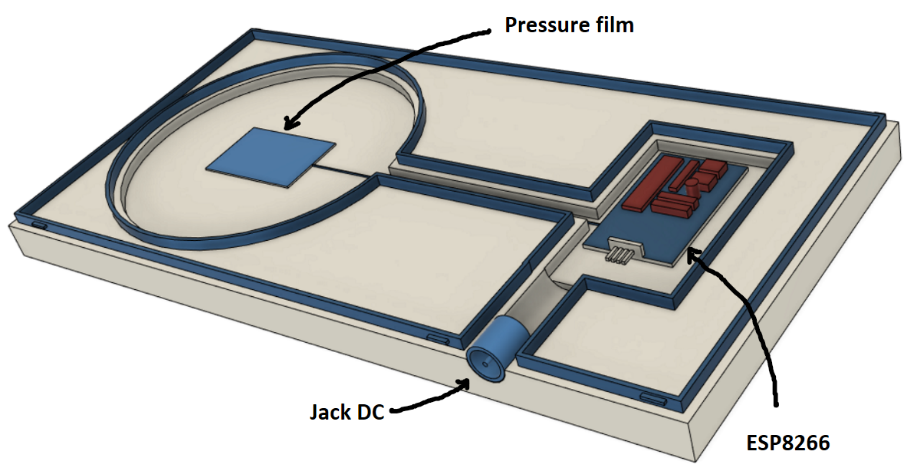 Pressure film
Jack DC
ESP8266